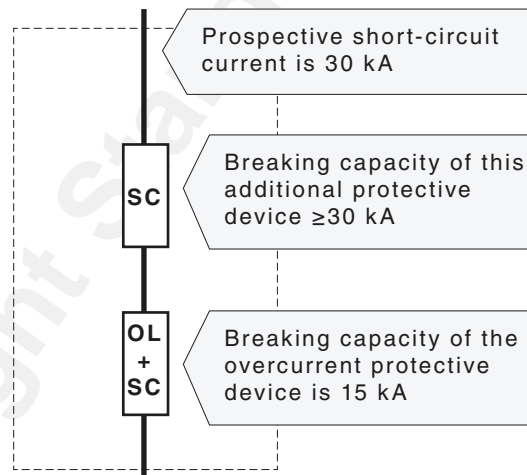 Prospective short-circuit
current is 30 kA
SC
Breaking capacity of this
additional protective
device ≥30 kA
OL
+
SC
Breaking capacity of the
overcurrent protective
device is 15 kA